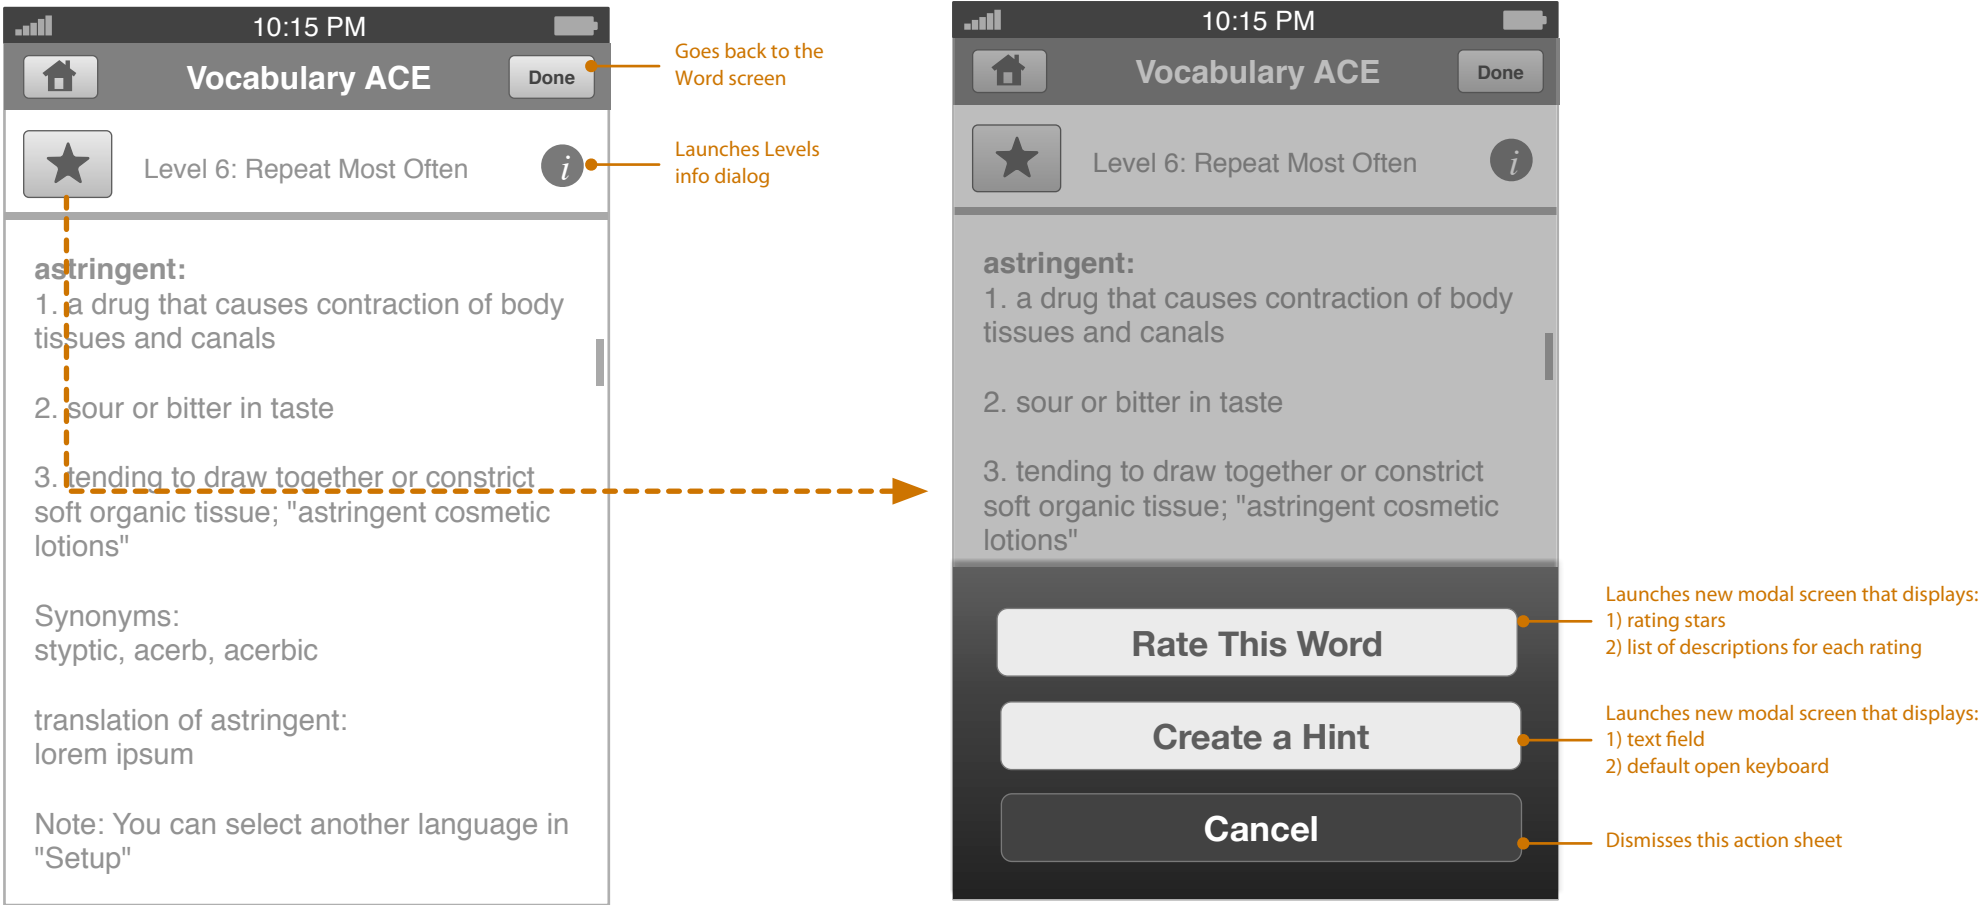 10:15 PM
Vocabulary ACE
Done
Goes back to the
Word screen
Level 6: Repeat Most Often
i
Launches Levels
info dialog
astringent:
1. a drug that causes contraction of body
tissues and canals
2. sour or bitter in taste
3. tending to draw together or constrict
soft organic tissue; "astringent cosmetic
lotions"
Synonyms:
styptic, acerb, acerbic
translation of astringent:
lorem ipsum
Note: You can select another language in
"Setup"
10:15 PM
Vocabulary ACE
Done
Level 6: Repeat Most Often
i
astringent:
1. a drug that causes contraction of body
tissues and canals
2. sour or bitter in taste
3. tending to draw together or constrict
soft organic tissue; "astringent cosmetic
lotions"
Rate This Word
Launches new modal screen that displays:
1) rating stars
2) list of descriptions for each rating
Create a Hint
Launches new modal screen that displays:
1) text field
2) default open keyboard
Cancel
Dismisses this action sheet